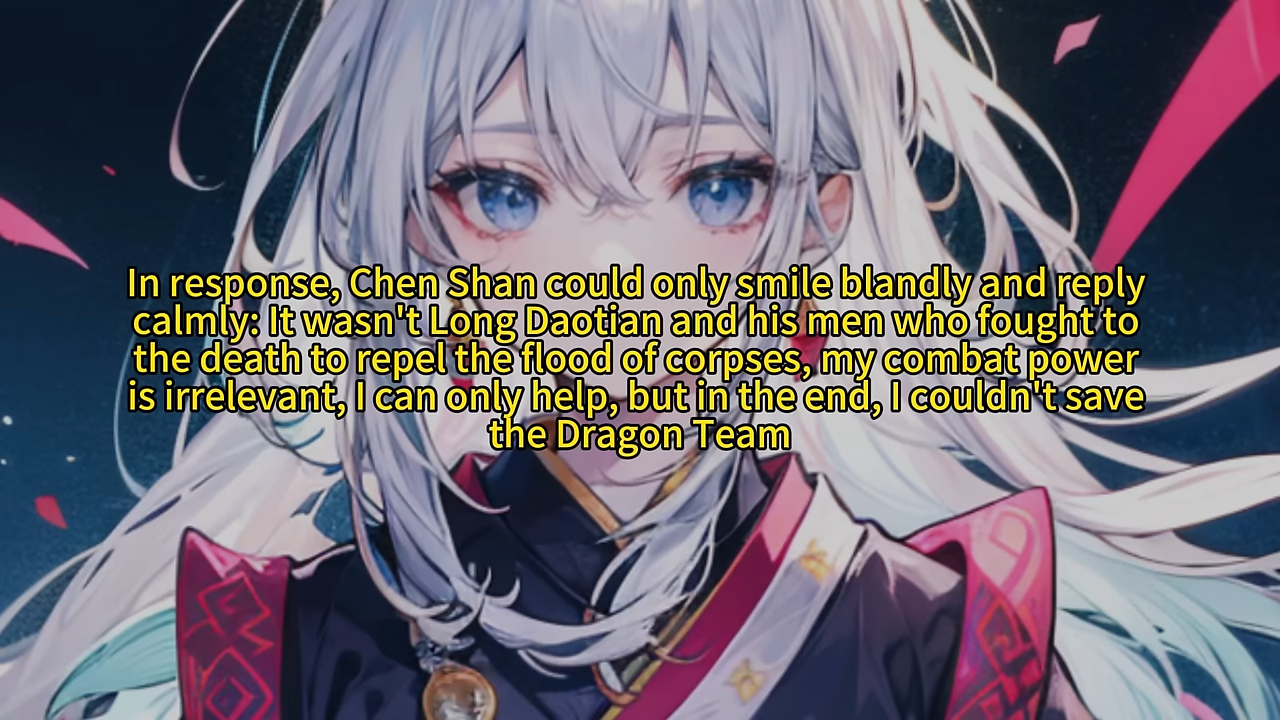 In response, Chen Shan could only smile blandly and reply
calmly: It wasn't Long Daotian and his men who fought to
the death to repel the flood of corpses, my combat power
is irrelevant, I can only help, but in the end, I couldn't save
the Dragon Team